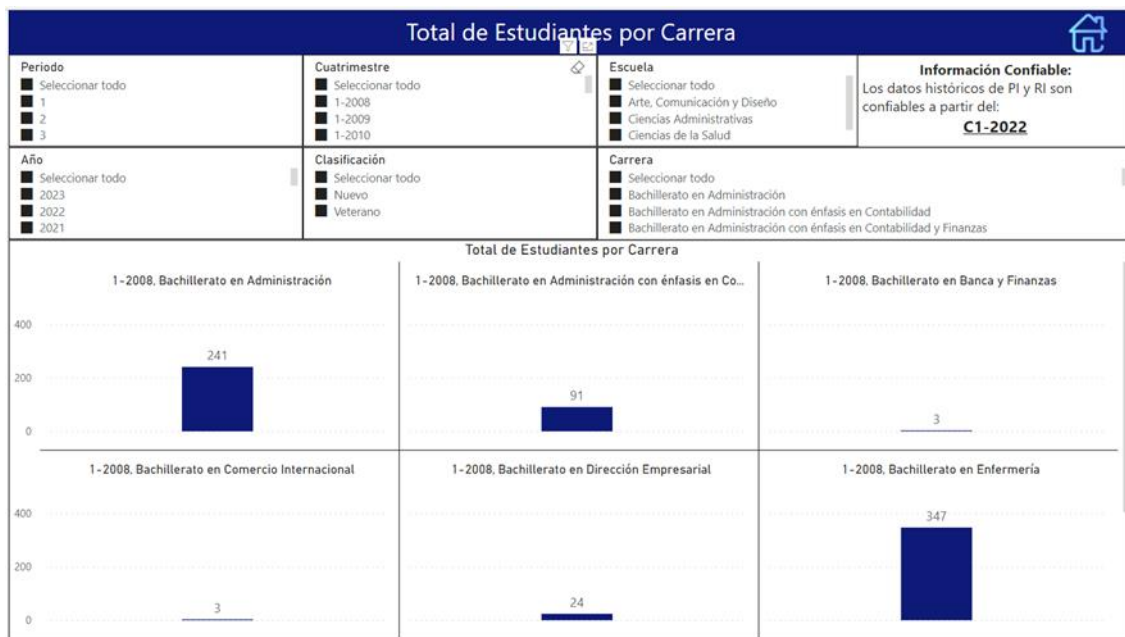 Total de Estudiantes por Carrera
Periodo
Seleccionar todo
1
2
3
Cuatrimestre
Seleccionar todo
1-2008
1-2009
1-2010
Escuela
Seleccionar todo
Arte, Comunicación y Diseño
Ciencias Administrativas
Ciencias de la Salud
Información Confiable:
Los datos históricos de PI y RI son
confiables a partir del:
C1-2022
Año
Seleccionar todo
2023
2022
2021
Clasificación
Seleccionar todo
Nuevo
Veterano
Carrera
Seleccionar todo
Bachillerato en Administración
Bachillerato en Administración con énfasis en Contabilidad
Bachillerato en Administración con énfasis en Contabilidad y Finanzas
Total de Estudiantes por Carrera
1-2008, Bachillerato en Administración
400
200
0
241
1-2008, Bachillerato en Administración con énfasis en Co...
91
1-2008, Bachillerato en Banca y Finanzas
3
1-2008, Bachillerato en Comercio Internacional
400
200
0
3
1-2008, Bachillerato en Dirección Empresarial
24
1-2008, Bachillerato en Enfermería
347